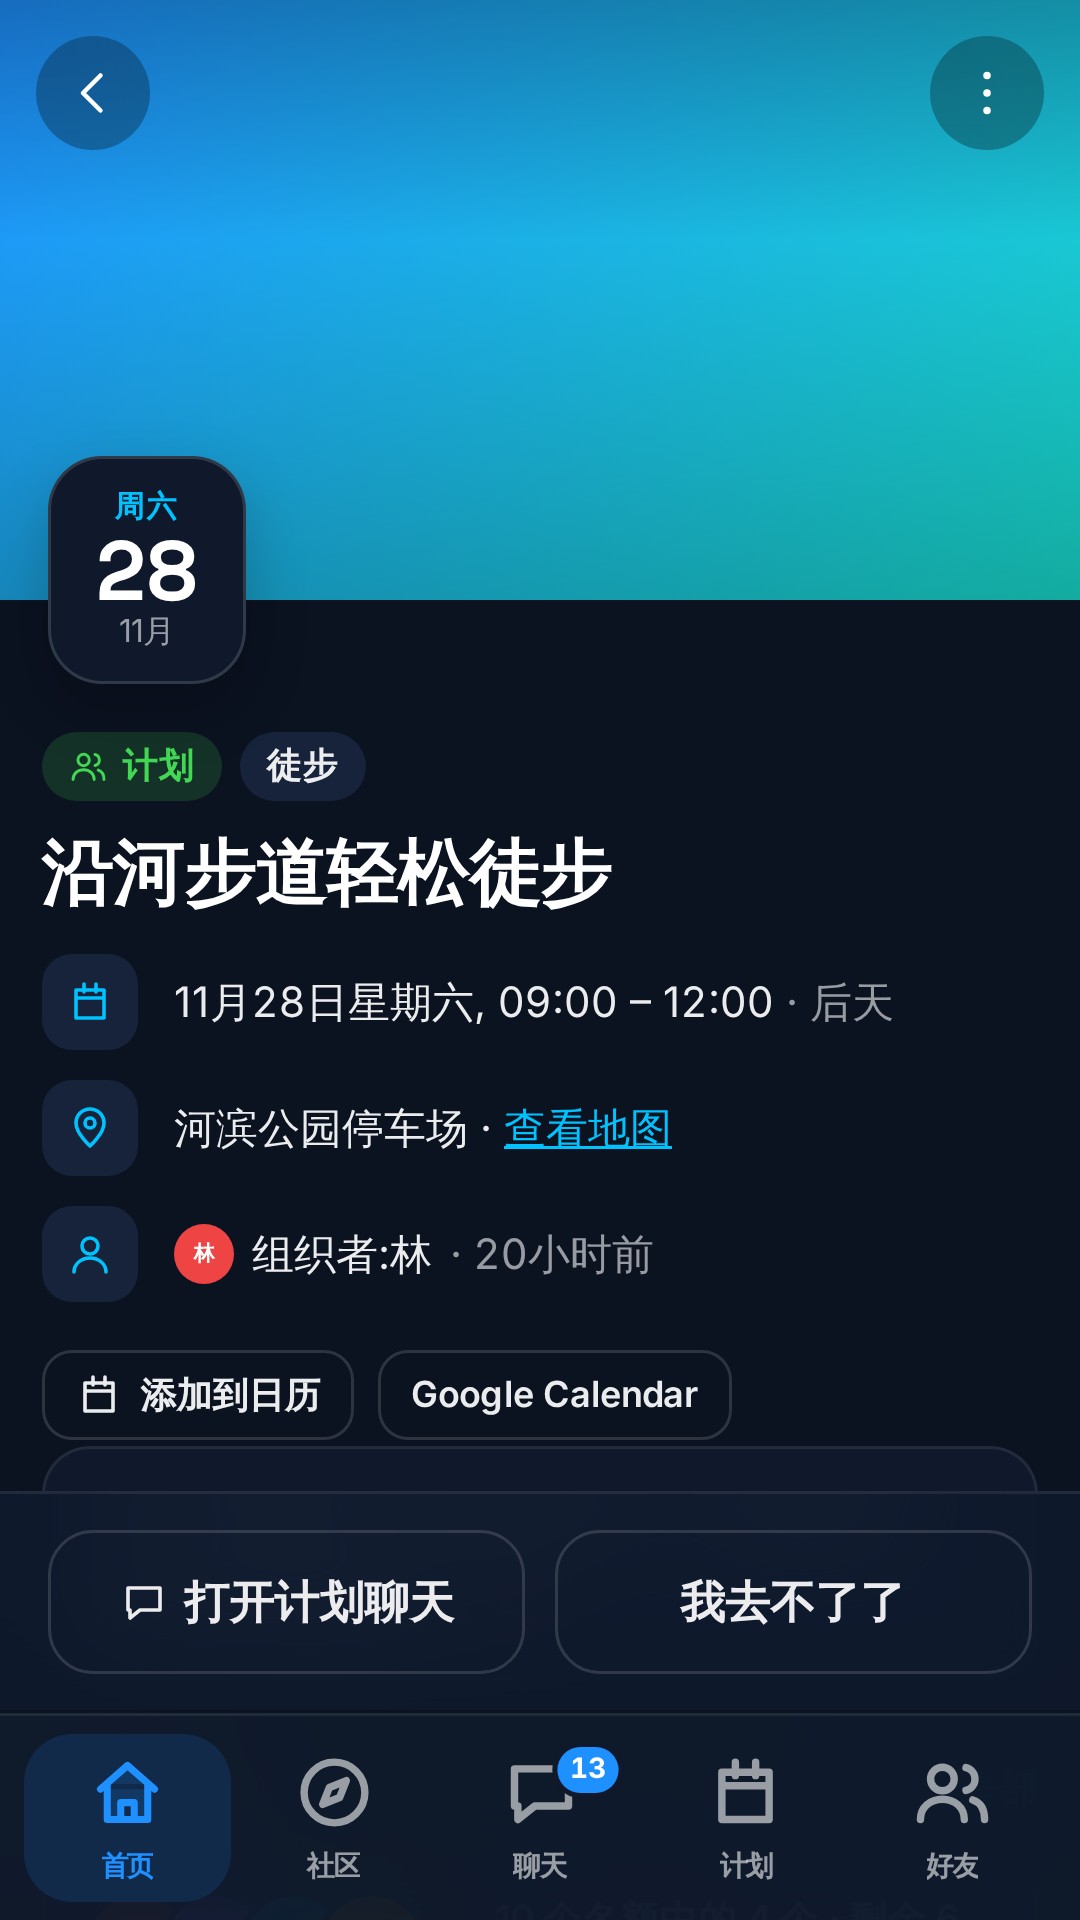 周六
28
11月
计划
徒步
沿河步道轻松徒步
11月28日星期六, 09:00 – 12:00 · 后天
河滨公园停车场 · 查看地图
林 组织者:林 · 20小时前
添加到日历
Google Calendar
打开计划聊天
我去不了了
13
首页
社区
聊天
计划
好友